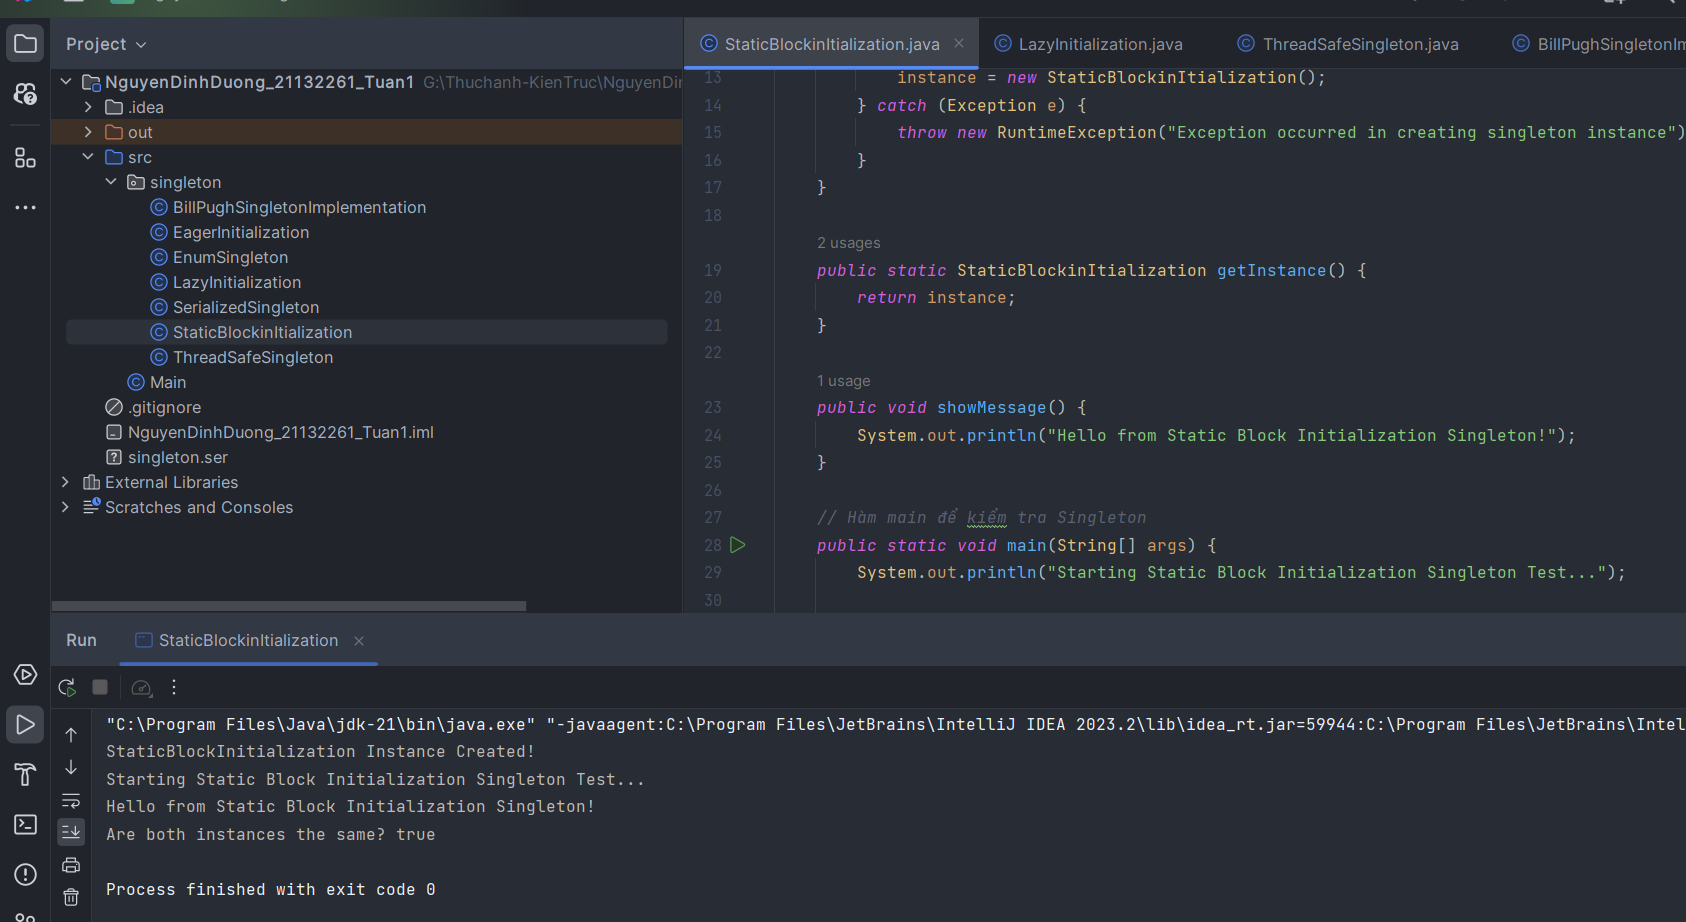 Project
NguyenDinhDuong_21132261_Tuan1 G:\Thuchanh-KienTruc\NguyenDin
.idea
out
src
singleton
BillPughSingletonImplementation
EagerInitialization
EnumSingleton
LazyInitialization
SerializedSingleton
StaticBlockinItialization
ThreadSafeSingleton
Main
.gitignore
NguyenDinhDuong_21132261_Tuan1.iml
singleton.ser
External Libraries
Scratches and Consoles
StaticBlockinItialization.java LazyInitialization.java ThreadSafeSingleton.java BillPughSingletonIm
13 instance = new StaticBlockinItialization();
14 } catch (Exception e) {
15 throw new RuntimeException("Exception occurred in creating singleton instance")
16 }
17 }
18
2 usages
19 public static StaticBlockinItialization getInstance() {
20 return instance;
21 }
22
1 usage
23 public void showMessage() {
24 System.out.println("Hello from Static Block Initialization Singleton!");
25 }
26
27 // Hàm main để kiểm tra Singleton
28 public static void main(String[] args) {
29 System.out.println("Starting Static Block Initialization Singleton Test...");
30
Run StaticBlockinItialization
"C:\Program Files\Java\jdk-21\bin\java.exe" "-javaagent:C:\Program Files\JetBrains\IntelliJ IDEA 2023.2\lib\idea_rt.jar=59944:C:\Program Files\JetBrains\Intel
StaticBlockInitialization Instance Created!
Starting Static Block Initialization Singleton Test...
Hello from Static Block Initialization Singleton!
Are both instances the same? true
Process finished with exit code 0